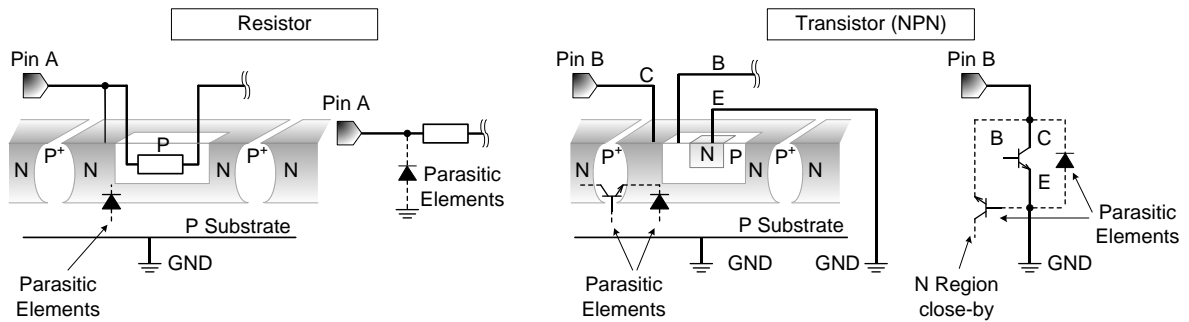 Resistor
Transistor (NPN)
Pin A
Pin B
Pin B
C
B
E
Pin A
N
P+
N
P
N
P+
N
Parasitic
Elements
P Substrate
GND
Parasitic
Elements
N
P+
N
N
P
N
P+
N
P Substrate
GND
GND
Parasitic
Elements
B
C
E
Parasitic
Elements
GND
N Region
close-by